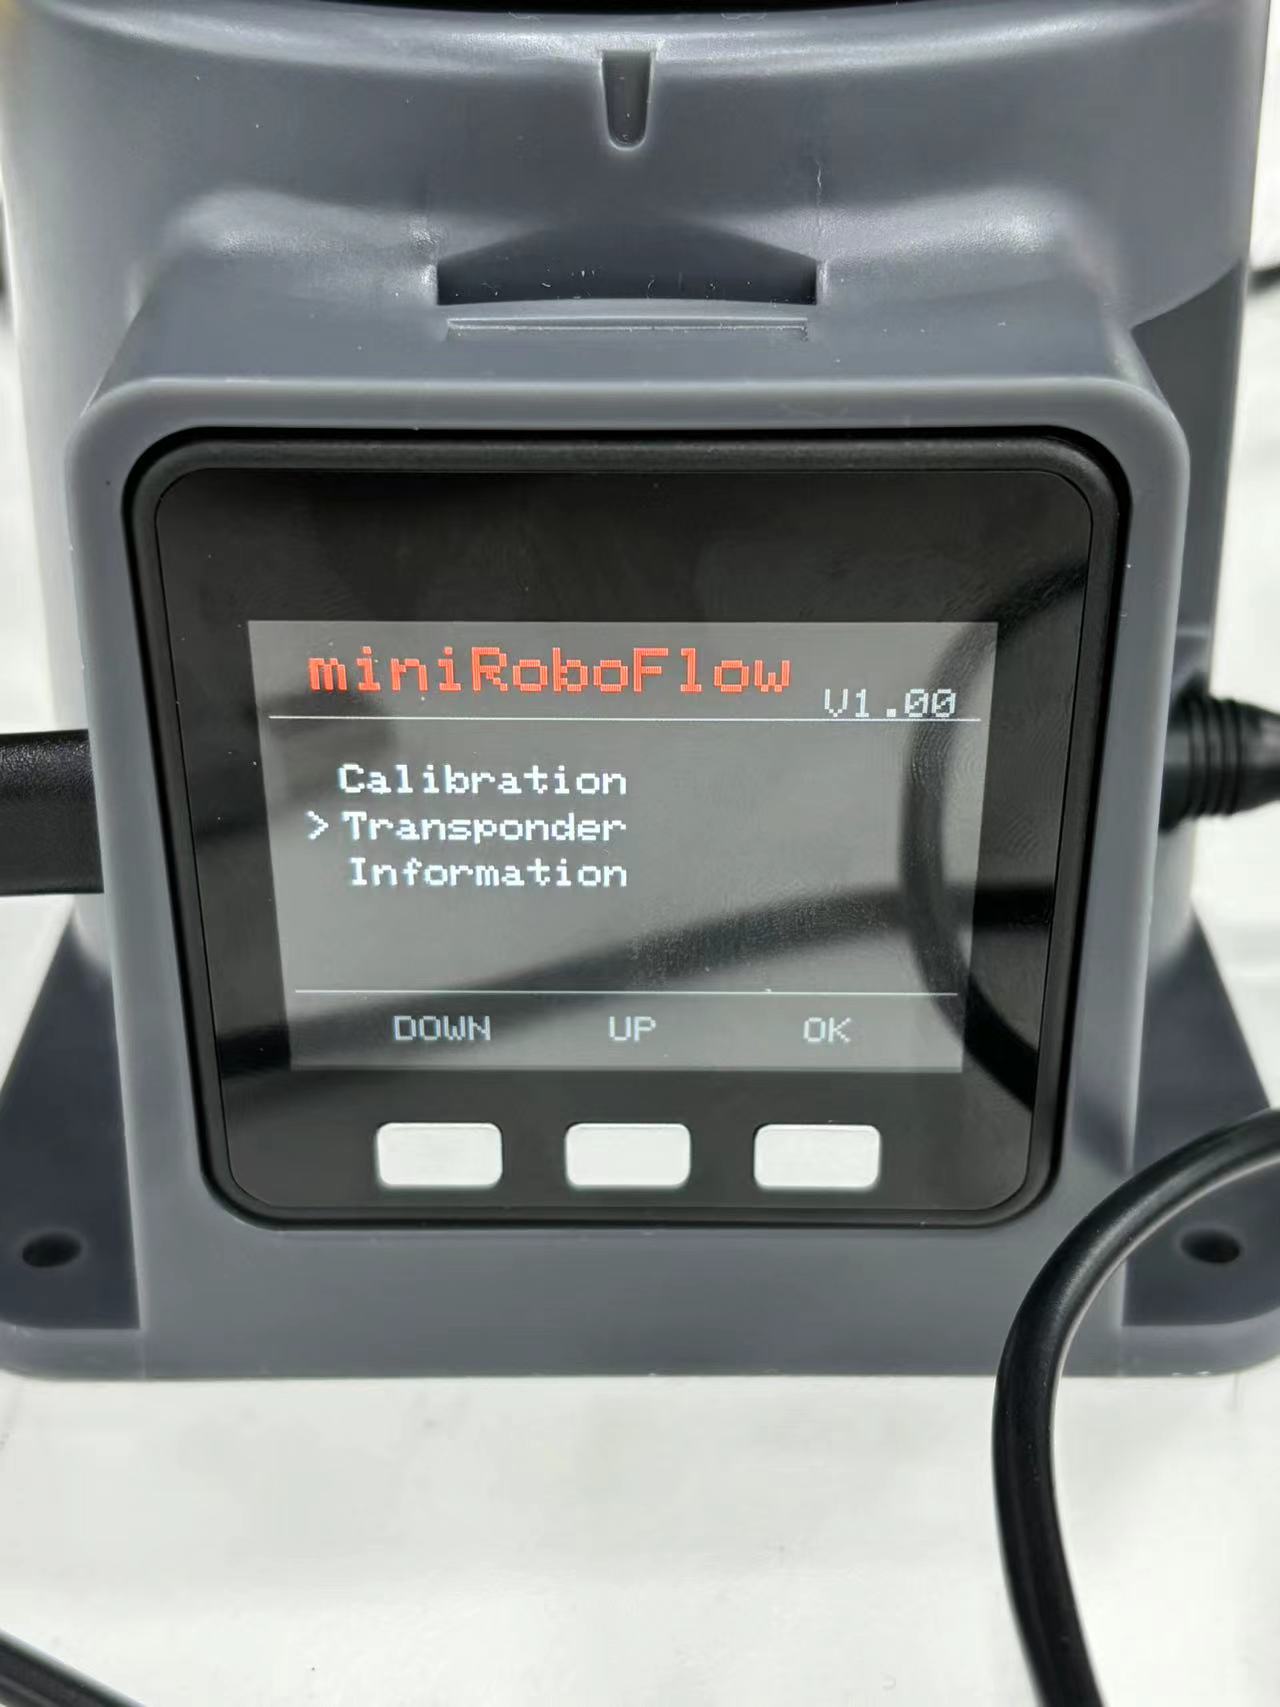 miniRoboFlow
V1.00
Calibration
> Transponder
Information
DOWN UP OK